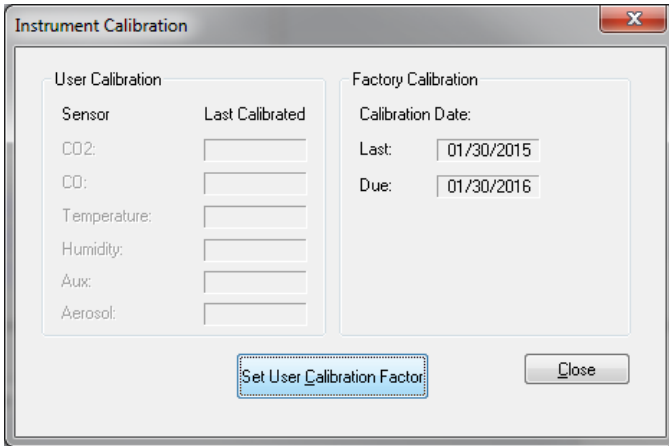 Instrument Calibration
User Calibration
Sensor Last Calibrated
CO2:
CO:
Temperature:
Humidity:
Aux:
Aerosol:
Factory Calibration
Calibration Date:
Last: 01/30/2015
Due: 01/30/2016
Set User Calibration Factor
Close